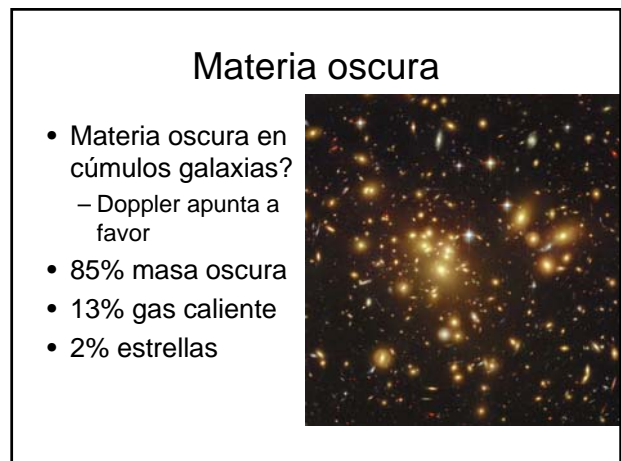 Materia oscura
• Materia oscura en
cúmulos galaxias?
– Doppler apunta a
favor
• 85% masa oscura
• 13% gas caliente
• 2% estrellas